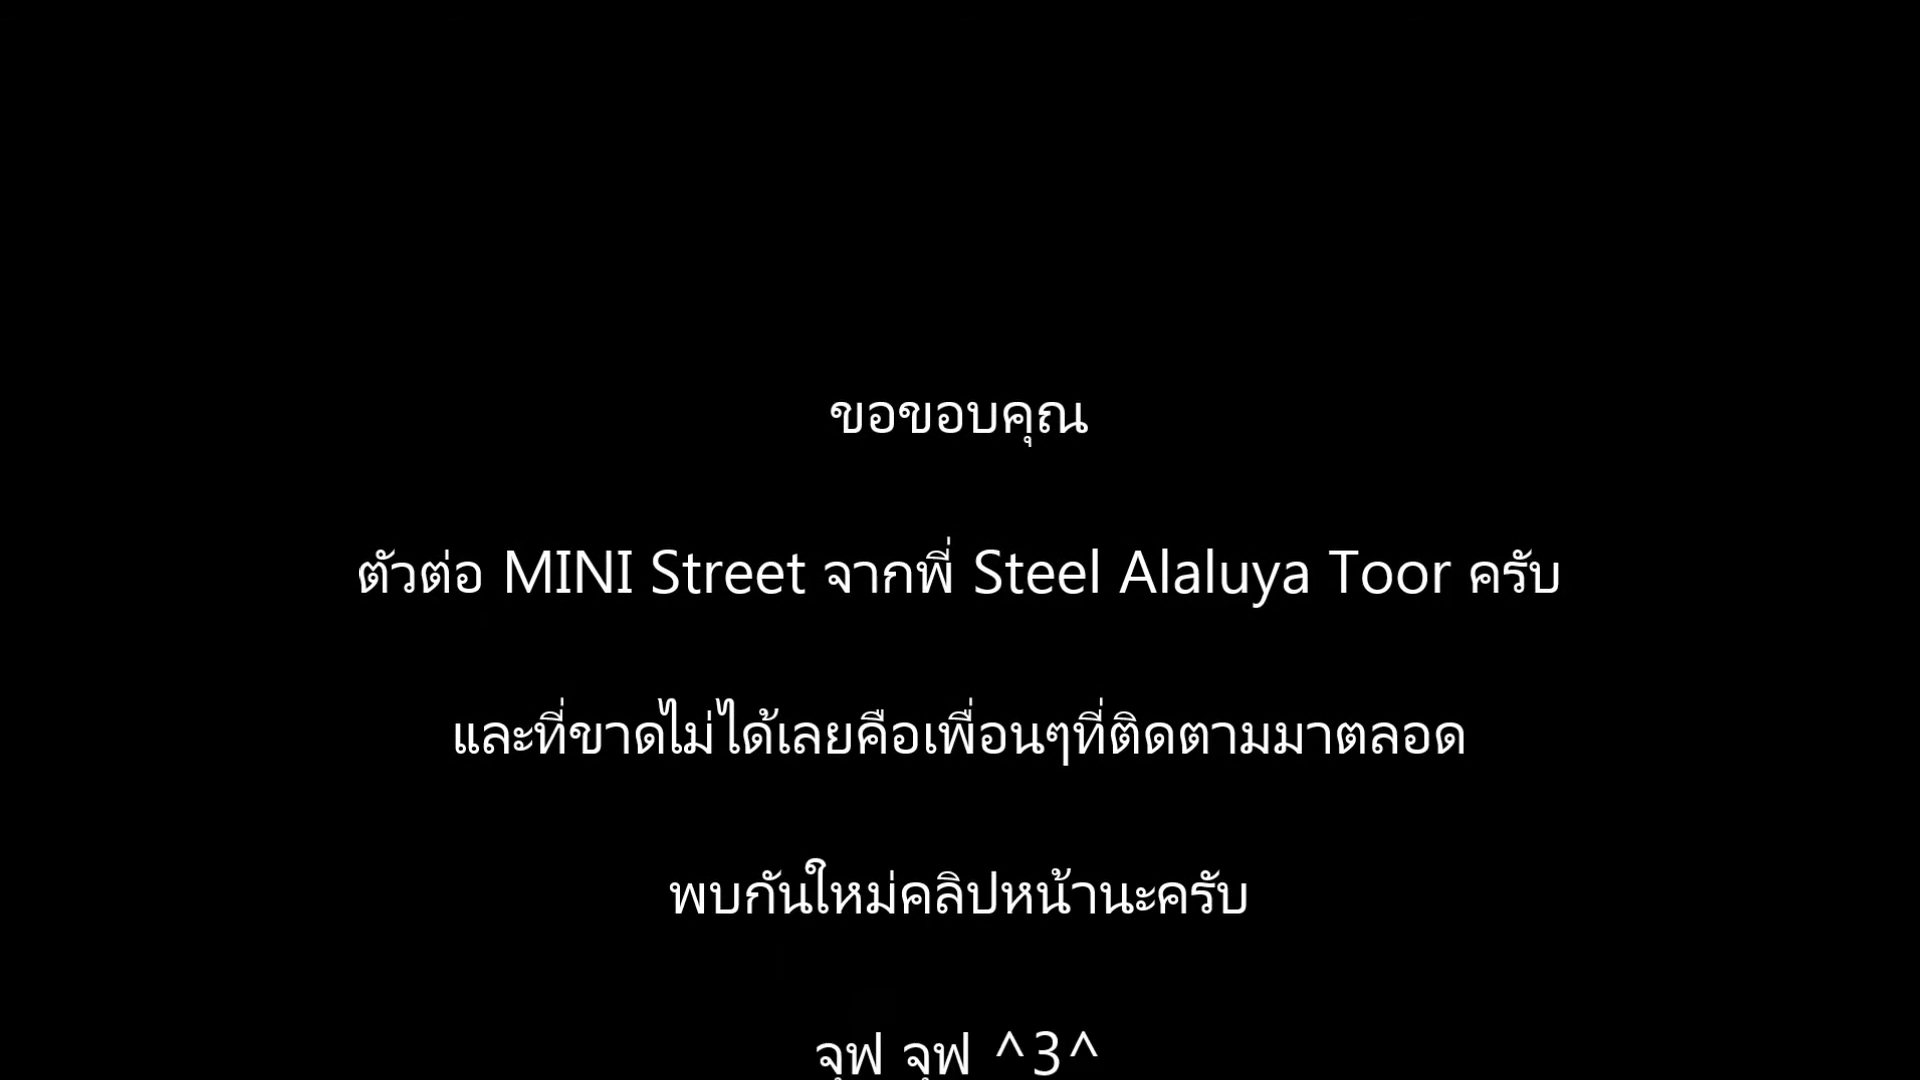 ขอขอบคุณ
ตัวต่อ MINI Street จากพี่ Steel Alaluya Toor ครับ
และที่ขาดไม่ได้เลยคือเพื่อนๆที่ติดตามมาตลอด
พบกันใหม่คลิปหน้านะครับ
จุฟ จุฟ ^3^